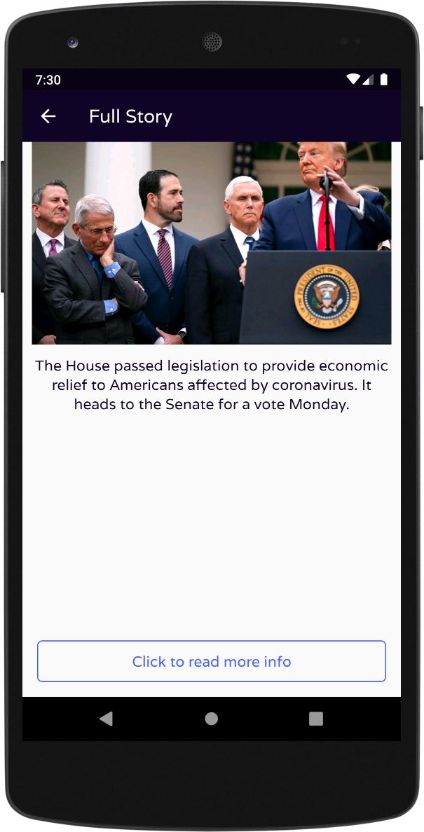 7:30
Full Story
The House passed legislation to provide economic
relief to Americans affected by coronavirus. It
heads to the Senate for a vote Monday.
Click to read more info